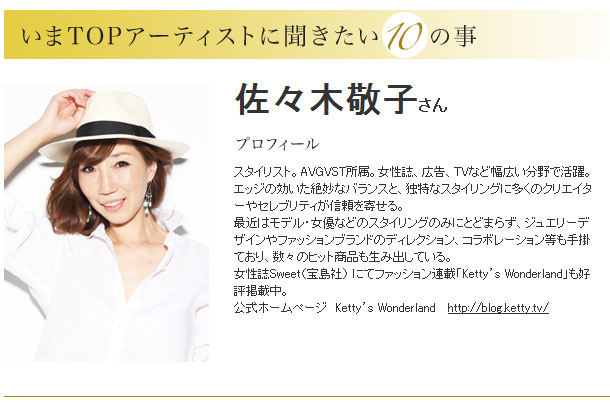 いまTOPアーティストに聞きたい10の事
佐々木敬子さん
プロフィール
スタイリスト。AVGVST所属。女性誌、広告、TVなど幅広い分野で活躍。
エッジの効いた絶妙なバランスと、独特なスタイリングに多くのクリエイタ
ーやセレブリティが信頼を寄せる。
最近はモデル・女優などのスタイリングのみにとどまらず、ジュエリーデ
ザインやファッションブランドのディレクション、コラボレーション等も手掛
ており、数々のヒット商品も生み出している。
女性誌Sweet（宝島社）にてファッション連載「Ketty's Wonderland」も好
評掲載中。
公式ホームページ　Ketty's Wonderland　http://blog.ketty.tv/